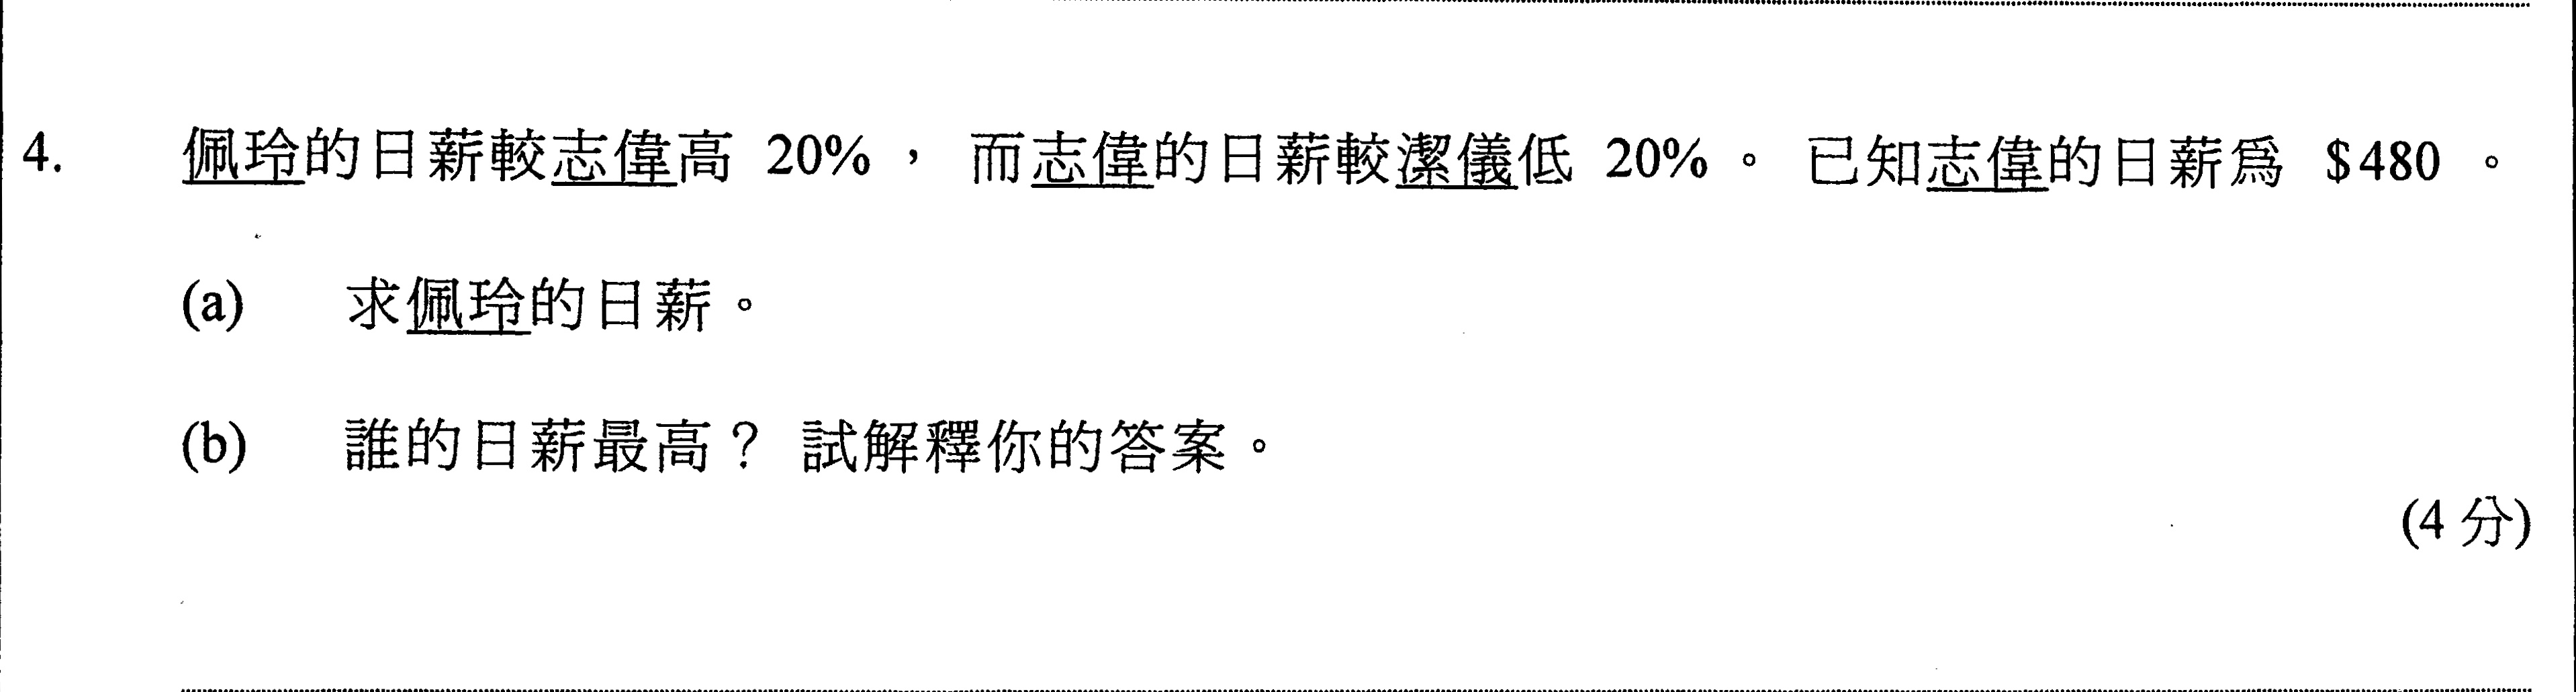 4. 佩玲的日薪較志偉高 20%， 而志偉的日薪較潔儀低 20%。 已知志偉的日薪為 $480 。
(a) 求佩玲的日薪。
(b) 誰的日薪最高？ 試解釋你的答案。
(4 分)